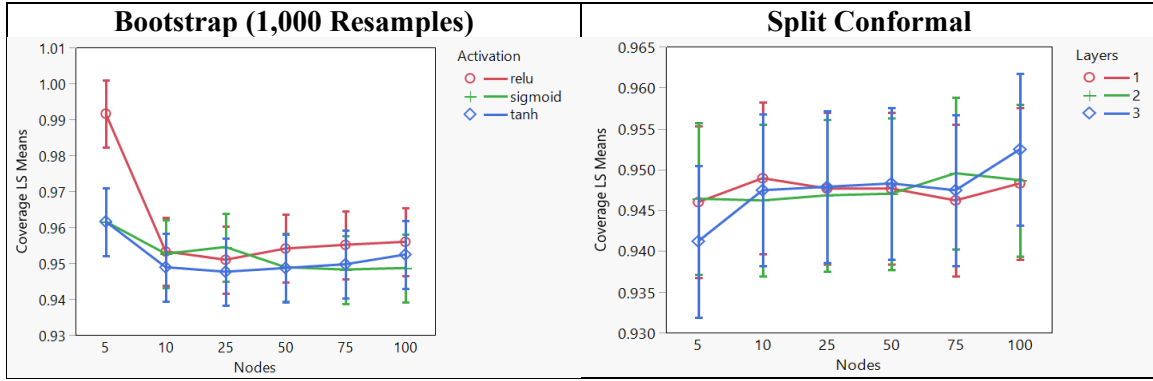 Bootstrap (1,000 Resamples)
Coverage LS Means
1.01
1.00
0.99
0.98
0.97
0.96
0.95
0.94
0.93
5 10 25 50 75 100
Nodes
Activation
relu
sigmoid
tanh
Split Conformal
Coverage LS Means
0.965
0.960
0.955
0.950
0.945
0.940
0.935
0.930
5 10 25 50 75 100
Nodes
Layers
1
2
3